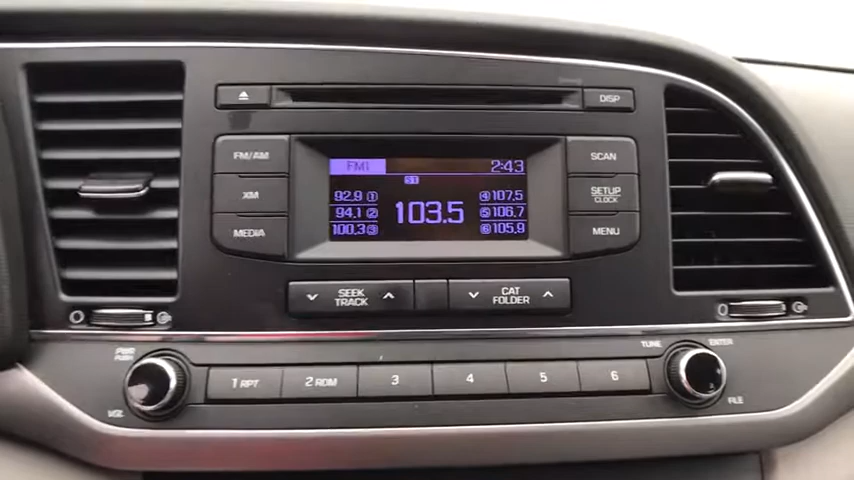 DISP
FM/AM
XM
MEDIA
FM1 2:43
ST
92.9 1 4 107.5
94.1 2 103.5 5 106.7
100.3 3 6 105.9
SCAN
SETUP
CLOCK
MENU
SEEK
TRACK
CAT
FOLDER
PWR
PUSH
VOL
1 RPT 2 RDM 3 4 5 6
TUNE
ENTER
FILE